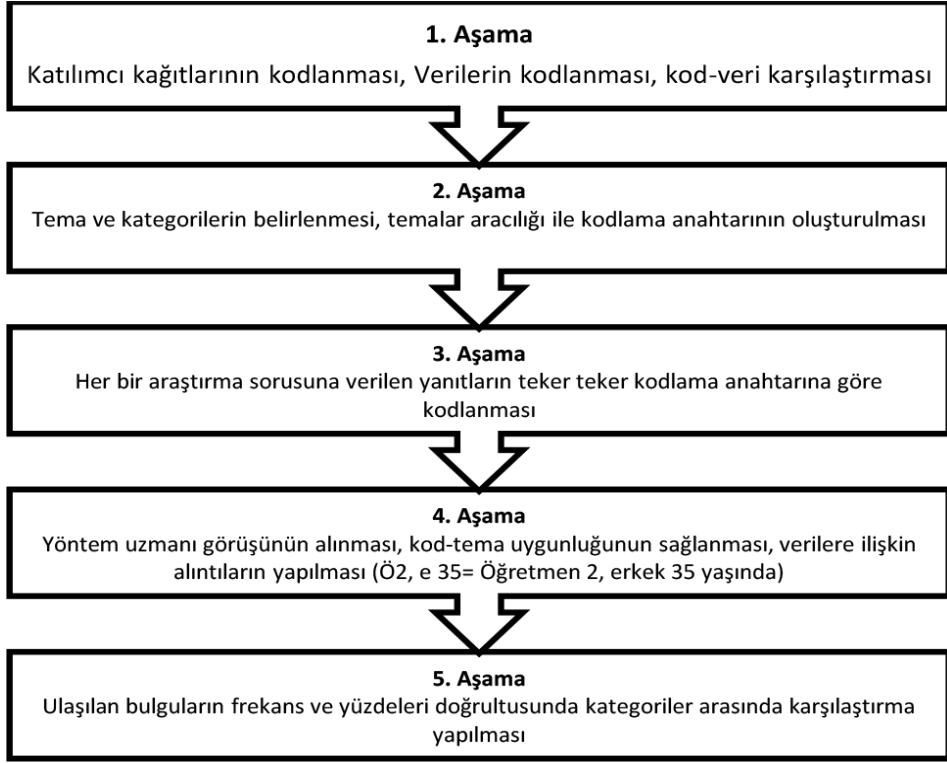 1. Aşama
Katılımcı kağıtlarının kodlanması, Verilerin kodlanması, kod-veri karşılaştırması
2. Aşama
Tema ve kategorilerin belirlenmesi, temalar aracılığı ile kodlama anahtarının oluşturulması
3. Aşama
Her bir araştırma sorusuna verilen yanıtların teker teker kodlama anahtarına göre
kodlanması
4. Aşama
Yöntem uzmanı görüşünün alınması, kod-tema uygunluğunun sağlanması, verilere ilişkin
alıntıların yapılması (Ö2, e 35= Öğretmen 2, erkek 35 yaşında)
5. Aşama
Ulaşılan bulguların frekans ve yüzdeleri doğrultusunda kategoriler arasında karşılaştırma
yapılması